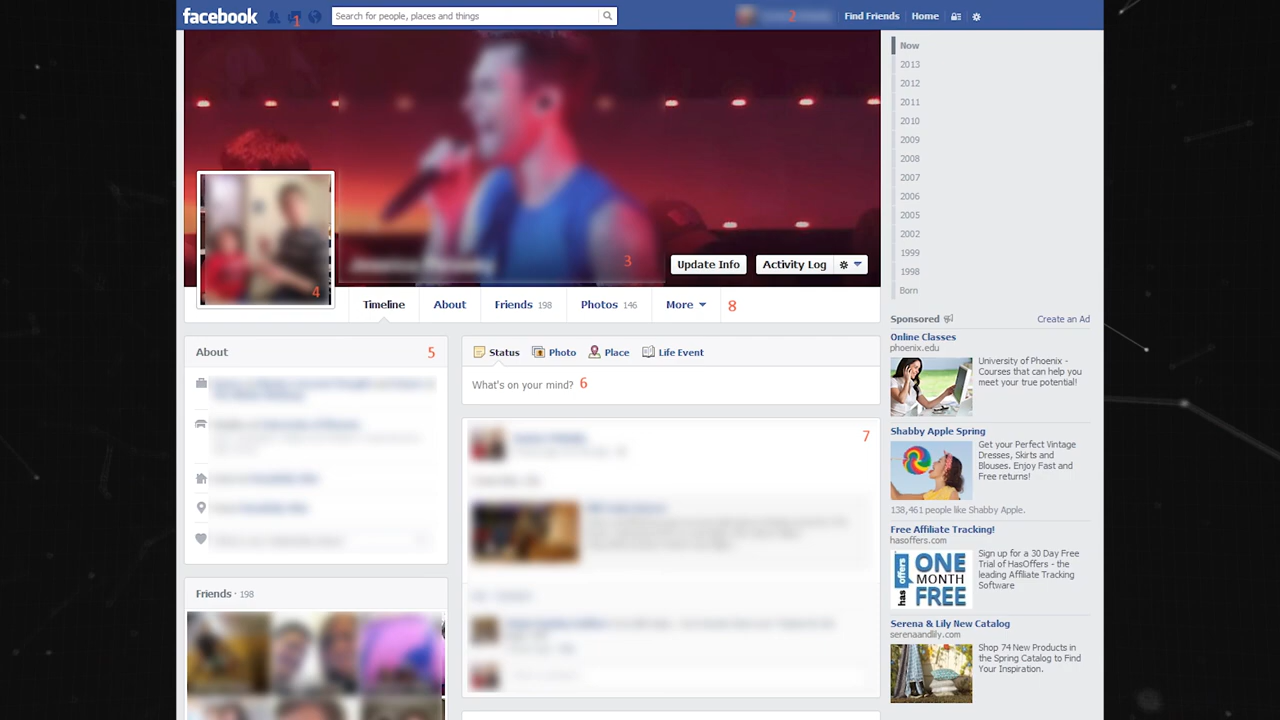 facebook
1
Search for people, places and things
2
Find Friends
Home
Now
2013
2012
2011
2010
2009
2008
2007
2006
2005
2002
1999
1998
Born
3
4
Update Info
Activity Log
Timeline
About
Friends 198
Photos 146
More
8
About
5
Status
Photo
Place
Life Event
What's on your mind? 6
7
Friends · 198
Sponsored
Create an Ad
Online Classes
phoenix.edu
University of Phoenix -
Courses that can help you
meet your true potential!
Shabby Apple Spring
Get your Perfect Vintage
Dresses, Skirts and
Blouses. Enjoy Fast and
Free returns!
138,461 people like Shabby Apple.
Free Affiliate Tracking!
hasoffers.com
has offers
ONE
MONTH
FREE
Sign up for a 30 Day Free
Trial of HasOffers - the
leading Affiliate Tracking
Software
Serena & Lily New Catalog
serenaandlily.com
Shop 74 New Products in
the Spring Catalog to Find
Your Inspiration.